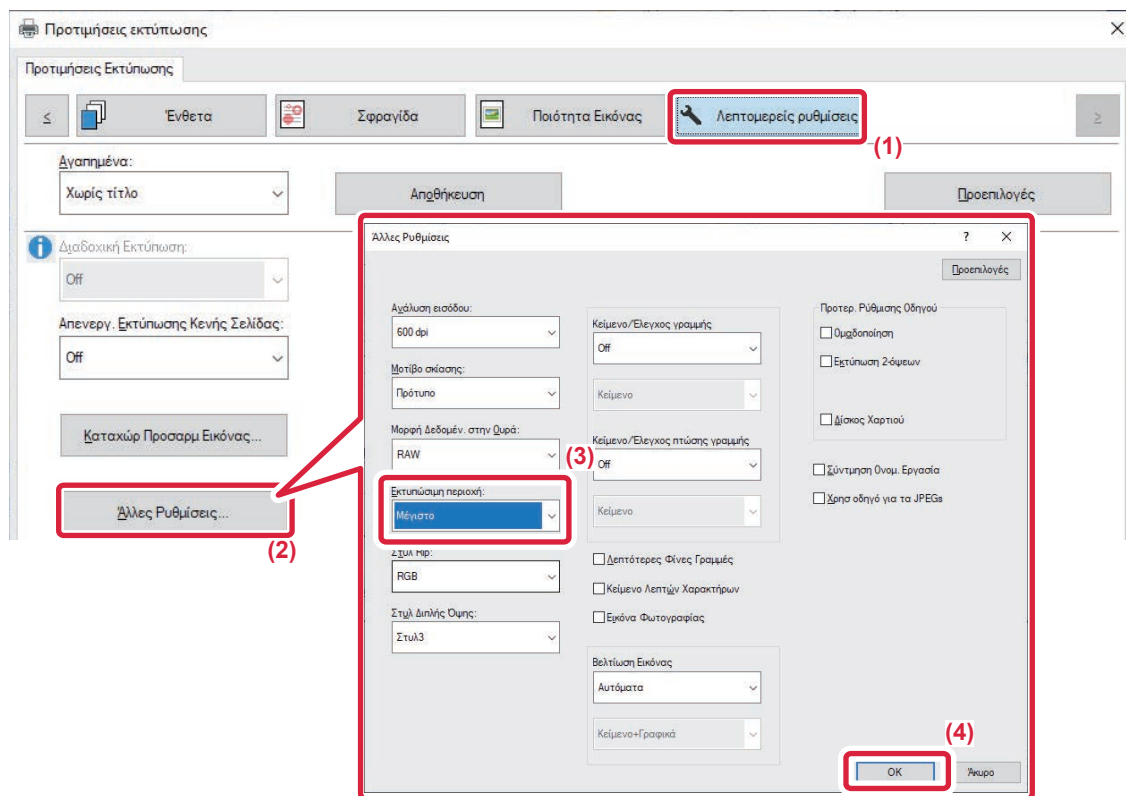 Προτιμήσεις εκτύπωσης
Προτιμήσεις Εκτύπωσης
<
Ένθετα
Σφραγίδα
Ποιότητα Εικόνας
Λεπτομερείς ρυθμίσεις
>
(1)
Αγαπημένα:
Χωρίς τίτλο
Αποθήκευση
Προεπιλογές
Διαδοχική Εκτύπωση:
Off
Απενεργ. Εκτύπωσης Κενής Σελίδας:
Off
Καταχώρ Προσαρμ Εικόνας...
Άλλες Ρυθμίσεις...
(2)
Άλλες Ρυθμίσεις
?
Προεπιλογές
Ανάλυση εισόδου:
600 dpi
Μοτίβο σκίασης:
Πρότυπο
Μορφή Δεδομέν. στην Ουρά:
RAW
(3)
Εκτυπώσιμη περιοχή:
Μέγιστο
Στυλ Rip:
RGB
Στυλ Διπλής Όψης:
Στυλ3
Κείμενο/Έλεγχος γραμμής
Off
Κείμενο
Κείμενο/Έλεγχος πτώσης γραμμής
Off
Κείμενο
Λεπτότερες Φίνες Γραμμές
Κείμενο Λεπτών Χαρακτήρων
Εικόνα Φωτογραφίας
Βελτίωση Εικόνας
Αυτόματα
Κείμενο+Γραφικά
Προτερ. Ρύθμισης Οδηγού
Ομαδοποίηση
Εκτύπωση 2-όψεων
Δίσκος Χαρτιού
Σύντμηση Ονομ. Εργασία
Χρησ οδηγό για τα JPEGs
(4)
OK
Άκυρο